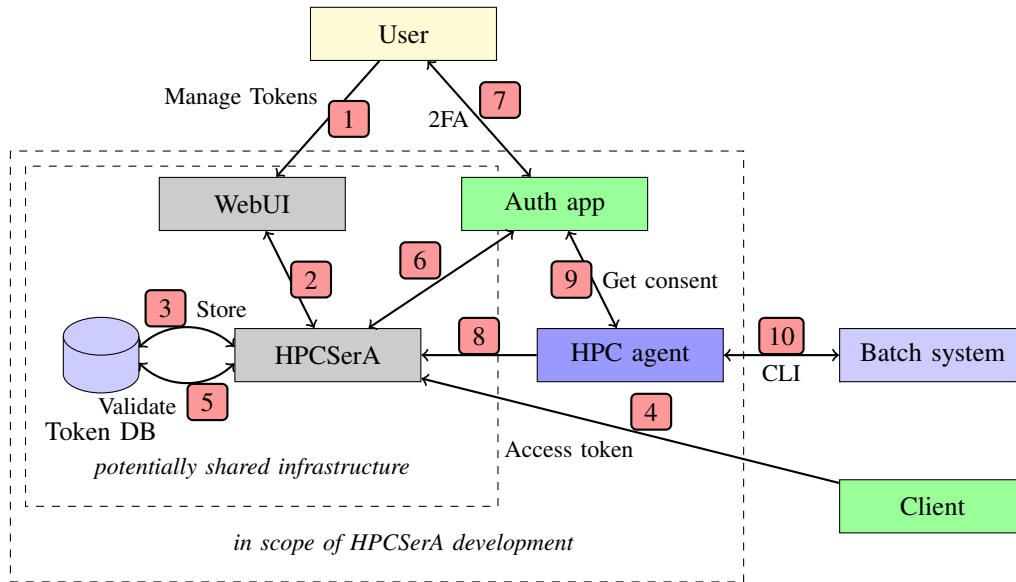 User
Manage Tokens
1
7
2FA
WebUI
Auth app
2
6
9
Get consent
3
Store
HPCSerA
8
HPC agent
10
CLI
Batch system
Validate
5
Token DB
4
Access token
potentially shared infrastructure
Client
in scope of HPCSerA development